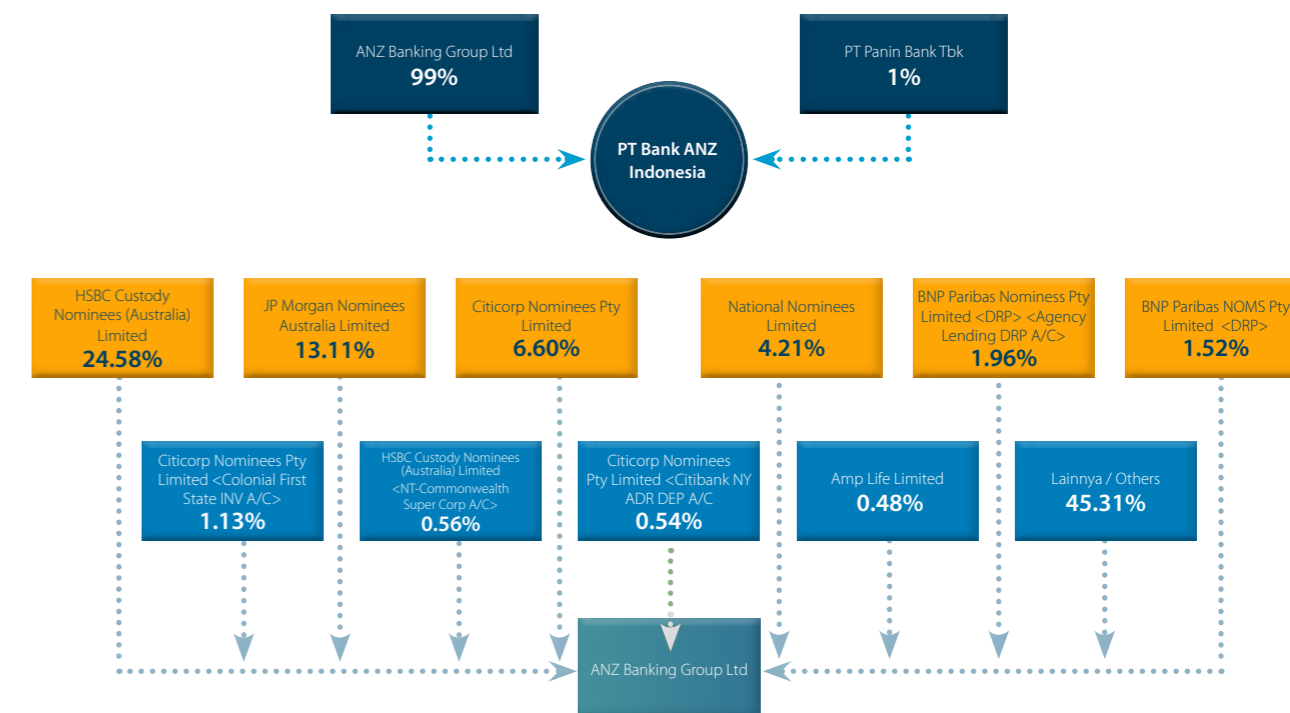 ANZ Banking Group Ltd
99%
PT Panin Bank Tbk
1%
PT Bank ANZ
Indonesia
HSBC Custody
Nominees (Australia)
Limited
24.58%
JP Morgan Nominees
Australia Limited
13.11%
Citicorp Nominees Pty
Limited
6.60%
National Nominees
Limited
4.21%
BNP Paribas Nominess Pty
Limited <DRP> <Agency
Lending DRP A/C>
1.96%
BNP Paribas NOMS Pty
Limited <DRP>
1.52%
Citicorp Nominees Pty
Limited <Colonial First
State INV A/C>
1.13%
HSBC Custody Nominees
(Australia) Limited
<NT-Commonwealth
Super Corp A/C>
0.56%
Citicorp Nominees
Pty Limited <Citibank NY
ADR DEP A/C
0.54%
Amp Life Limited
0.48%
Lainnya / Others
45.31%
ANZ Banking Group Ltd